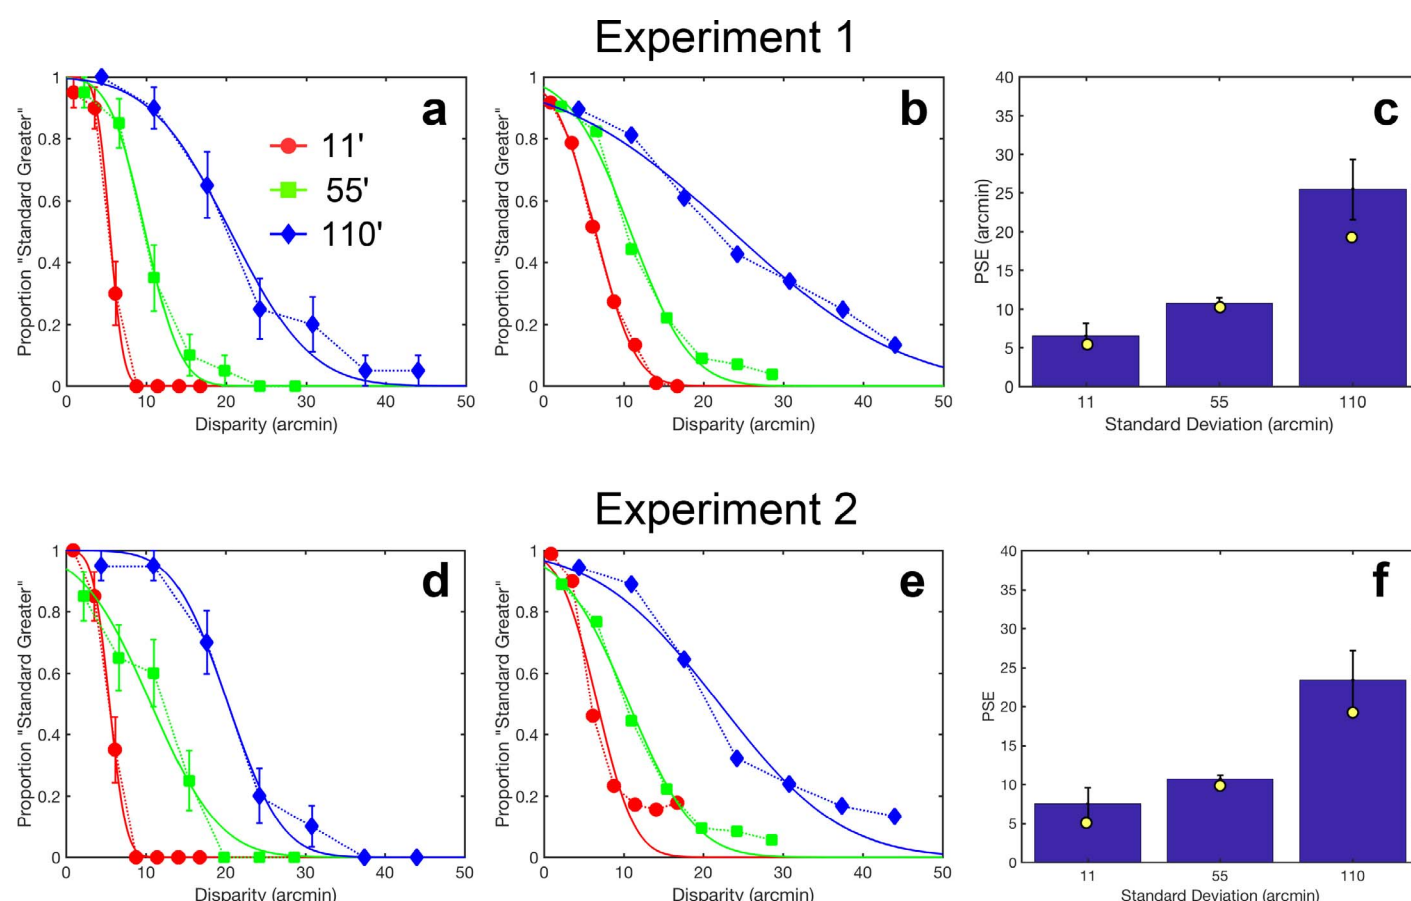 Experiment 1
a
b
c
11'
55'
110'
Proportion "Standard Greater"
1
0.8
0.6
0.4
0.2
0
0 10 20 30 40 50
Disparity (arcmin)
Proportion "Standard Greater"
1
0.8
0.6
0.4
0.2
0
0 10 20 30 40 50
Disparity (arcmin)
PSE (arcmin)
40
35
30
25
20
15
10
5
0
11 55 110
Standard Deviation (arcmin)
Experiment 2
d
e
f
Proportion "Standard Greater"
1
0.8
0.6
0.4
0.2
0
0 10 20 30 40 50
Disparity (arcmin)
Proportion "Standard Greater"
1
0.8
0.6
0.4
0.2
0
0 10 20 30 40 50
Disparity (arcmin)
PSE
40
35
30
25
20
15
10
5
0
11 55 110
Standard Deviation (arcmin)